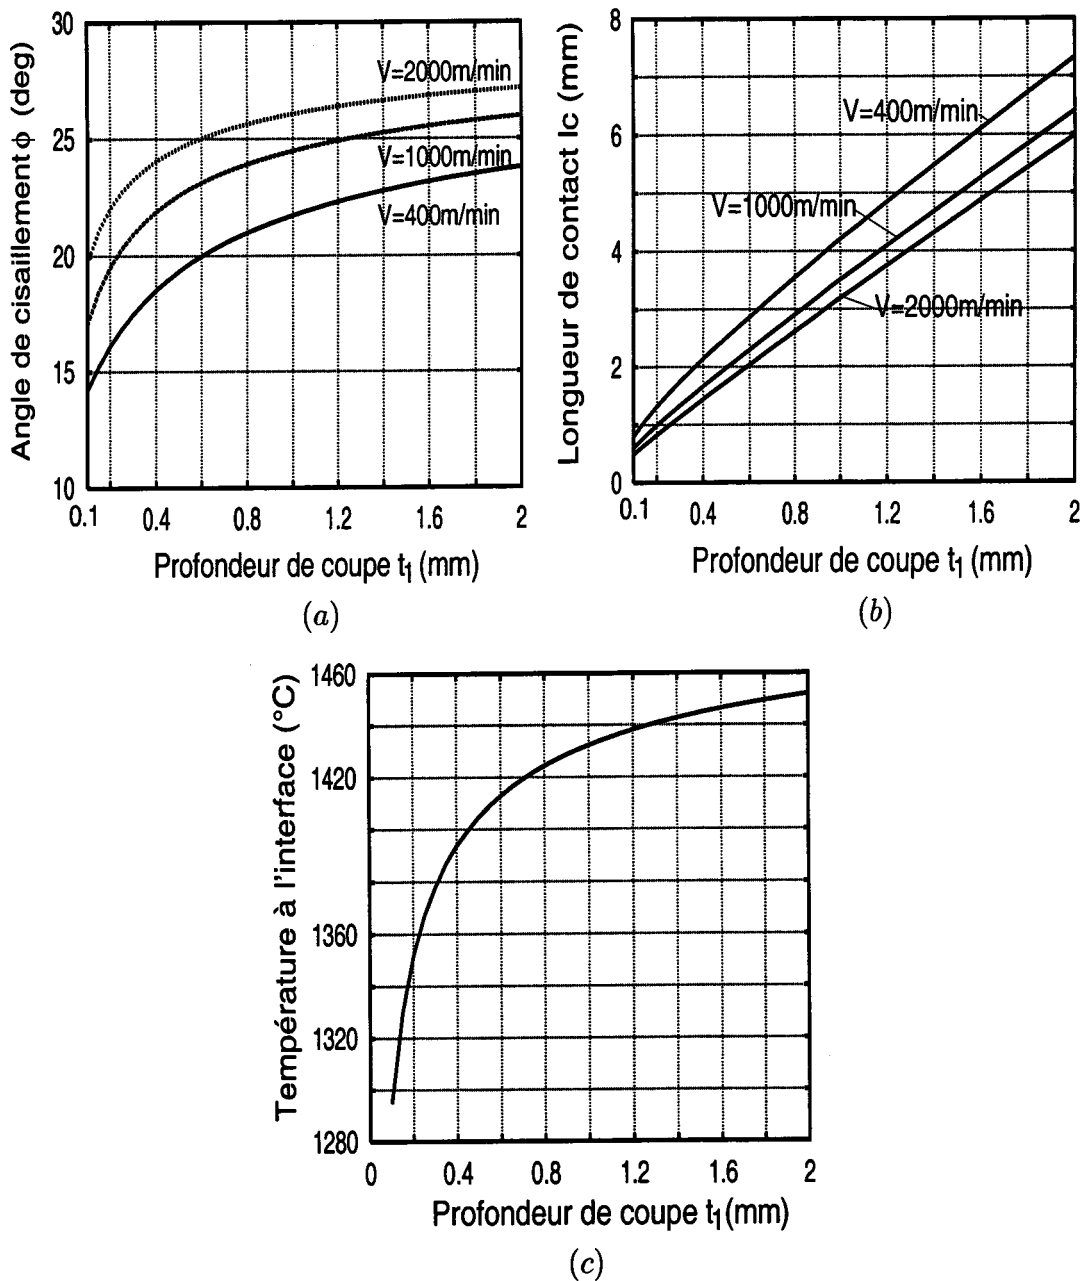 Angle de cisaillement ϕ (deg)
30
25
20
15
10
V=2000m/min
V=1000m/min
V=400m/min
0.1 0.4 0.8 1.2 1.6 2
Profondeur de coupe t1 (mm)
(a)
Longueur de contact lc (mm)
8
6
4
2
0
V=400m/min
V=1000m/min
V=2000m/min
0.1 0.4 0.8 1.2 1.6 2
Profondeur de coupe t1 (mm)
(b)
Température à l'interface (°C)
1460
1420
1360
1320
1280
0 0.4 0.8 1.2 1.6 2
Profondeur de coupe t1 (mm)
(c)